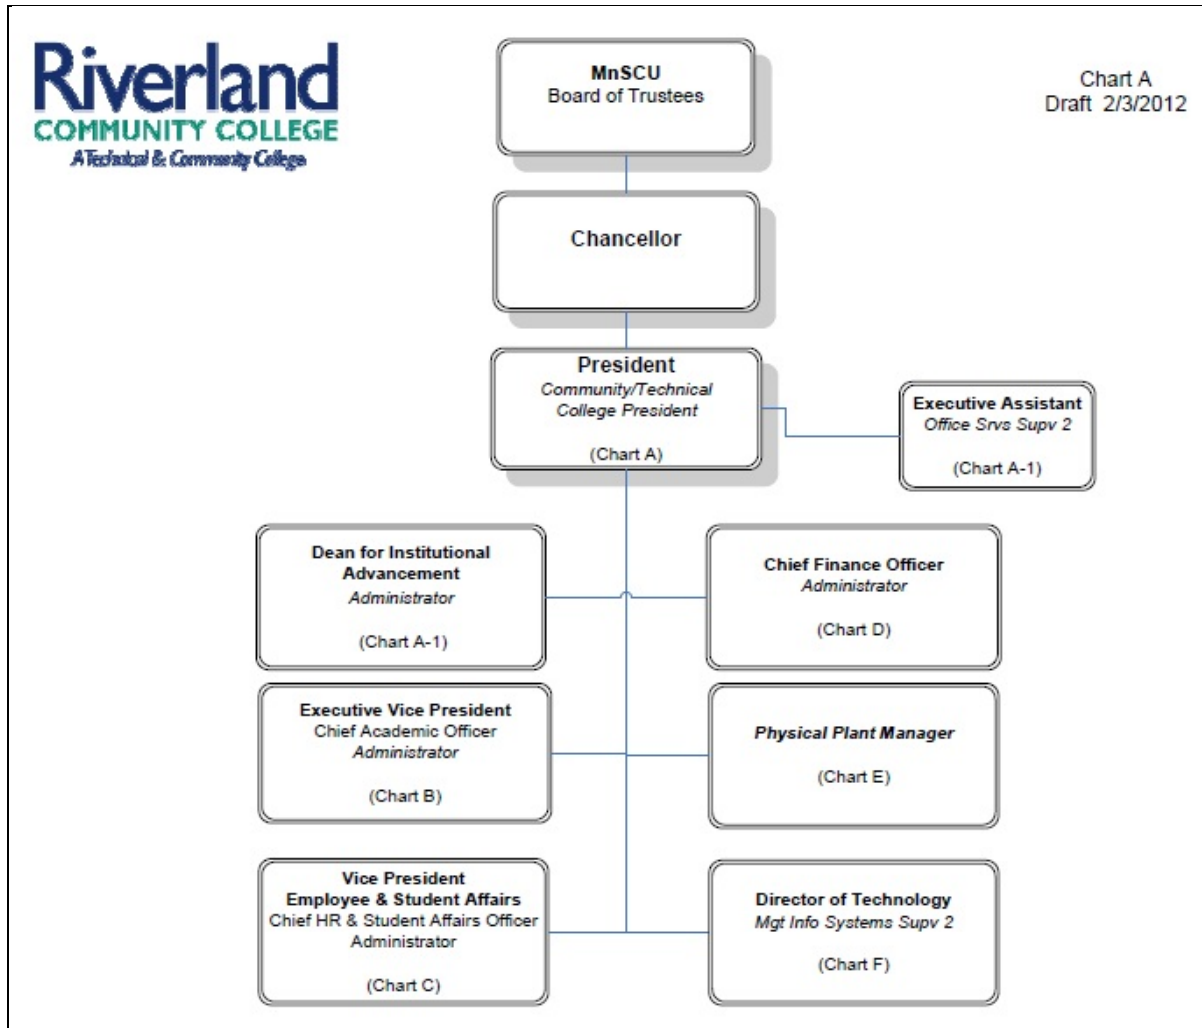 Riverland
COMMUNITY COLLEGE
A Technical & Community College
MnSCU
Board of Trustees
Chart A
Draft 2/3/2012
Chancellor
President
Community/Technical
College President
(Chart A)
Executive Assistant
Office Srvs Supv 2
(Chart A-1)
Dean for Institutional
Advancement
Administrator
(Chart A-1)
Chief Finance Officer
Administrator
(Chart D)
Executive Vice President
Chief Academic Officer
Administrator
(Chart B)
Physical Plant Manager
(Chart E)
Vice President
Employee & Student Affairs
Chief HR & Student Affairs Officer
Administrator
(Chart C)
Director of Technology
Mgt Info Systems Supv 2
(Chart F)